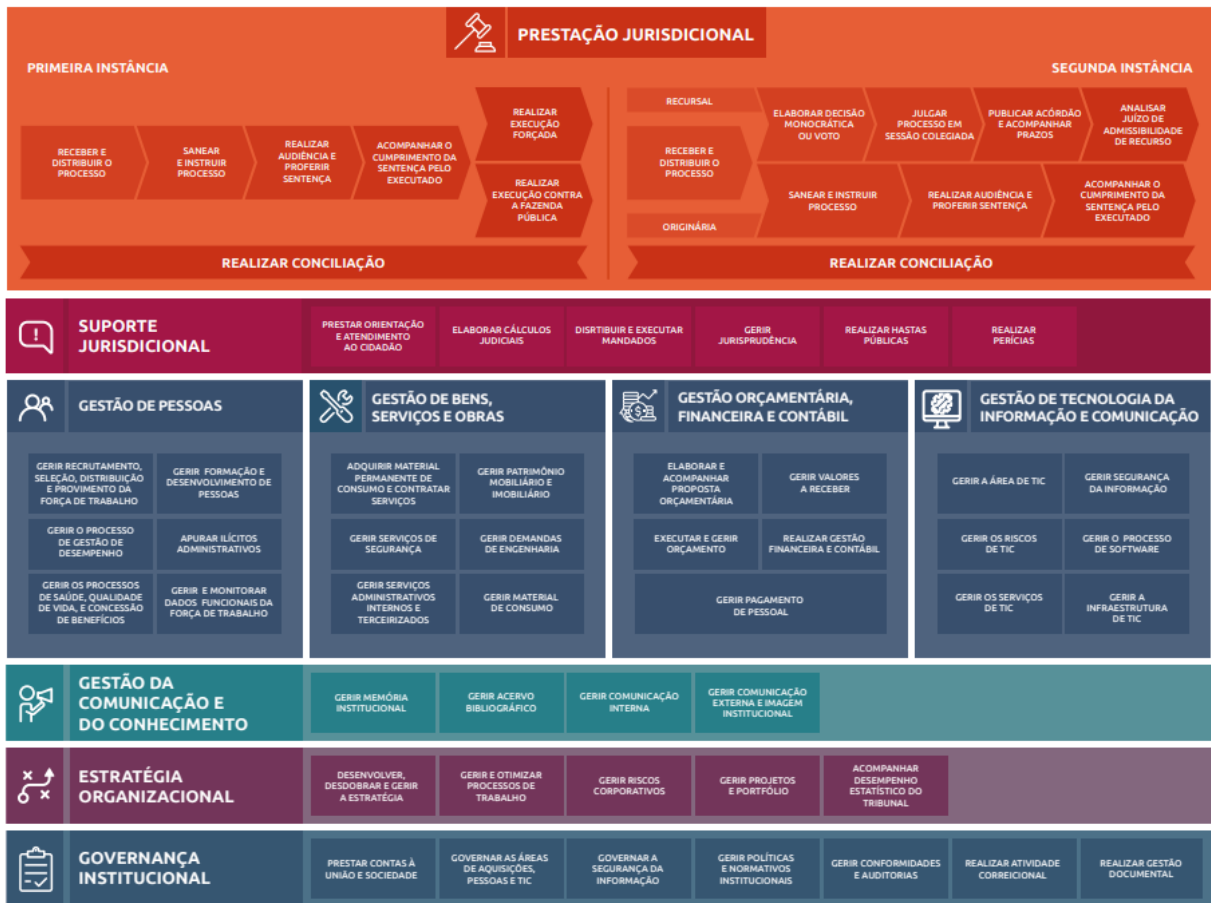 PRESTAÇÃO JURISDICIONAL
PRIMEIRA INSTÂNCIA
RECEBER E
DISTRIBUIR O
PROCESSO
SANEAR
E INSTRUIR
PROCESSO
REALIZAR
AUDIÊNCIA E
PROFERIR
SENTENÇA
ACOMPANHAR O
CUMPRIMENTO DA
SENTENÇA PELO
EXECUTADO
REALIZAR
EXECUÇÃO
FORÇADA
REALIZAR
EXECUÇÃO CONTRA
A FAZENDA
PÚBLICA
REALIZAR CONCILIAÇÃO
SEGUNDA INSTÂNCIA
RECURSAL
RECEBER E
DISTRIBUIR O
PROCESSO
ORIGINÁRIA
ELABORAR DECISÃO
MONOCRÁTICA
OU VOTO
JULGAR
PROCESSO EM
SESSÃO COLEGIADA
PUBLICAR ACÓRDÃO
E ACOMPANHAR
PRAZOS
ANALISAR
JUÍZO DE
ADMISSIBILIDADE
DE RECURSO
SANEAR E INSTRUIR
PROCESSO
REALIZAR AUDIÊNCIA E
PROFERIR SENTENÇA
ACOMPANHAR O
CUMPRIMENTO DA
SENTENÇA PELO
EXECUTADO
REALIZAR CONCILIAÇÃO
SUPORTE
JURISDICIONAL
PRESTAR ORIENTAÇÃO
E ATENDIMENTO
AO CIDADÃO
ELABORAR CÁLCULOS
JUDICIAIS
DISRTIBUIR E EXECUTAR
MANDADOS
GERIR
JURISPRUDÊNCIA
REALIZAR HASTAS
PÚBLICAS
REALIZAR
PERÍCIAS
GESTÃO DE PESSOAS
GERIR RECRUTAMENTO,
SELEÇÃO, DISTRIBUIÇÃO
E PROVIMENTO DA
FORÇA DE TRABALHO
GERIR FORMAÇÃO E
DESENVOLVIMENTO DE
PESSOAS
GERIR O PROCESSO
DE GESTÃO DE
DESEMPENHO
APURAR ILÍCITOS
ADMINISTRATIVOS
GERIR OS PROCESSOS
DE SAÚDE, QUALIDADE
DE VIDA, E CONCESSÃO
DE BENEFÍCIOS
GERIR E MONITORAR
DADOS FUNCIONAIS DA
FORÇA DE TRABALHO
GESTÃO DE BENS,
SERVIÇOS E OBRAS
ADQUIRIR MATERIAL
PERMANENTE DE
CONSUMO E CONTRATAR
SERVIÇOS
GERIR PATRIMÔNIO
MOBILIÁRIO E
IMOBILIÁRIO
GERIR SERVIÇOS DE
SEGURANÇA
GERIR DEMANDAS
DE ENGENHARIA
GERIR SERVIÇOS
ADMINISTRATIVOS
INTERNOS E
TERCEIRIZADOS
GERIR MATERIAL
DE CONSUMO
GESTÃO ORÇAMENTÁRIA,
FINANCEIRA E CONTÁBIL
ELABORAR E
ACOMPANHAR
PROPOSTA
ORÇAMENTÁRIA
GERIR VALORES
A RECEBER
EXECUTAR E GERIR
ORÇAMENTO
REALIZAR GESTÃO
FINANCEIRA E CONTÁBIL
GERIR PAGAMENTO
DE PESSOAL
GESTÃO DE TECNOLOGIA DA
INFORMAÇÃO E COMUNICAÇÃO
GERIR A ÁREA DE TIC
GERIR SEGURANÇA
DA INFORMAÇÃO
GERIR OS RISCOS
DE TIC
GERIR O PROCESSO
DE SOFTWARE
GERIR OS SERVIÇOS
DE TIC
GERIR A
INFRAESTRUTURA
DE TIC
GESTÃO DA
COMUNICAÇÃO E
DO CONHECIMENTO
GERIR MEMÓRIA
INSTITUCIONAL
GERIR ACERVO
BIBLIOGRÁFICO
GERIR COMUNICAÇÃO
INTERNA
GERIR COMUNICAÇÃO
EXTERNA E IMAGEM
INSTITUCIONAL
ESTRATÉGIA
ORGANIZACIONAL
DESENVOLVER,
DESDOBRAR E GERIR
A ESTRATÉGIA
GERIR E OTIMIZAR
PROCESSOS DE
TRABALHO
GERIR RISCOS
CORPORATIVOS
GERIR PROJETOS
E PORTFÓLIO
ACOMPANHAR
DESEMPENHO
ESTATÍSTICO DO
TRIBUNAL
GOVERNANÇA
INSTITUCIONAL
PRESTAR CONTAS À
UNIÃO E SOCIEDADE
GOVERNAR AS ÁREAS
DE AQUISIÇÕES,
PESSOAS E TIC
GOVERNAR A
SEGURANÇA DA
INFORMAÇÃO
GERIR POLÍTICAS
E NORMATIVOS
INSTITUCIONAIS
GERIR CONFORMIDADES
E AUDITORIAS
REALIZAR ATIVIDADE
CORREICIONAL
REALIZAR GESTÃO
DOCUMENTAL